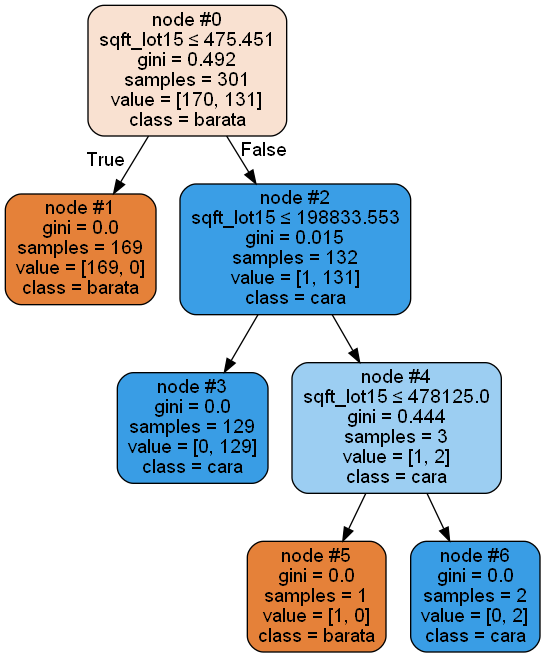 node #0
sqft_lot15 ≤ 475.451
gini = 0.492
samples = 301
value = [170, 131]
class = barata
True
False
node #1
gini = 0.0
samples = 169
value = [169, 0]
class = barata
node #2
sqft_lot15 ≤ 198833.553
gini = 0.015
samples = 132
value = [1, 131]
class = cara
node #3
gini = 0.0
samples = 129
value = [0, 129]
class = cara
node #4
sqft_lot15 ≤ 478125.0
gini = 0.444
samples = 3
value = [1, 2]
class = cara
node #5
gini = 0.0
samples = 1
value = [1, 0]
class = barata
node #6
gini = 0.0
samples = 2
value = [0, 2]
class = cara